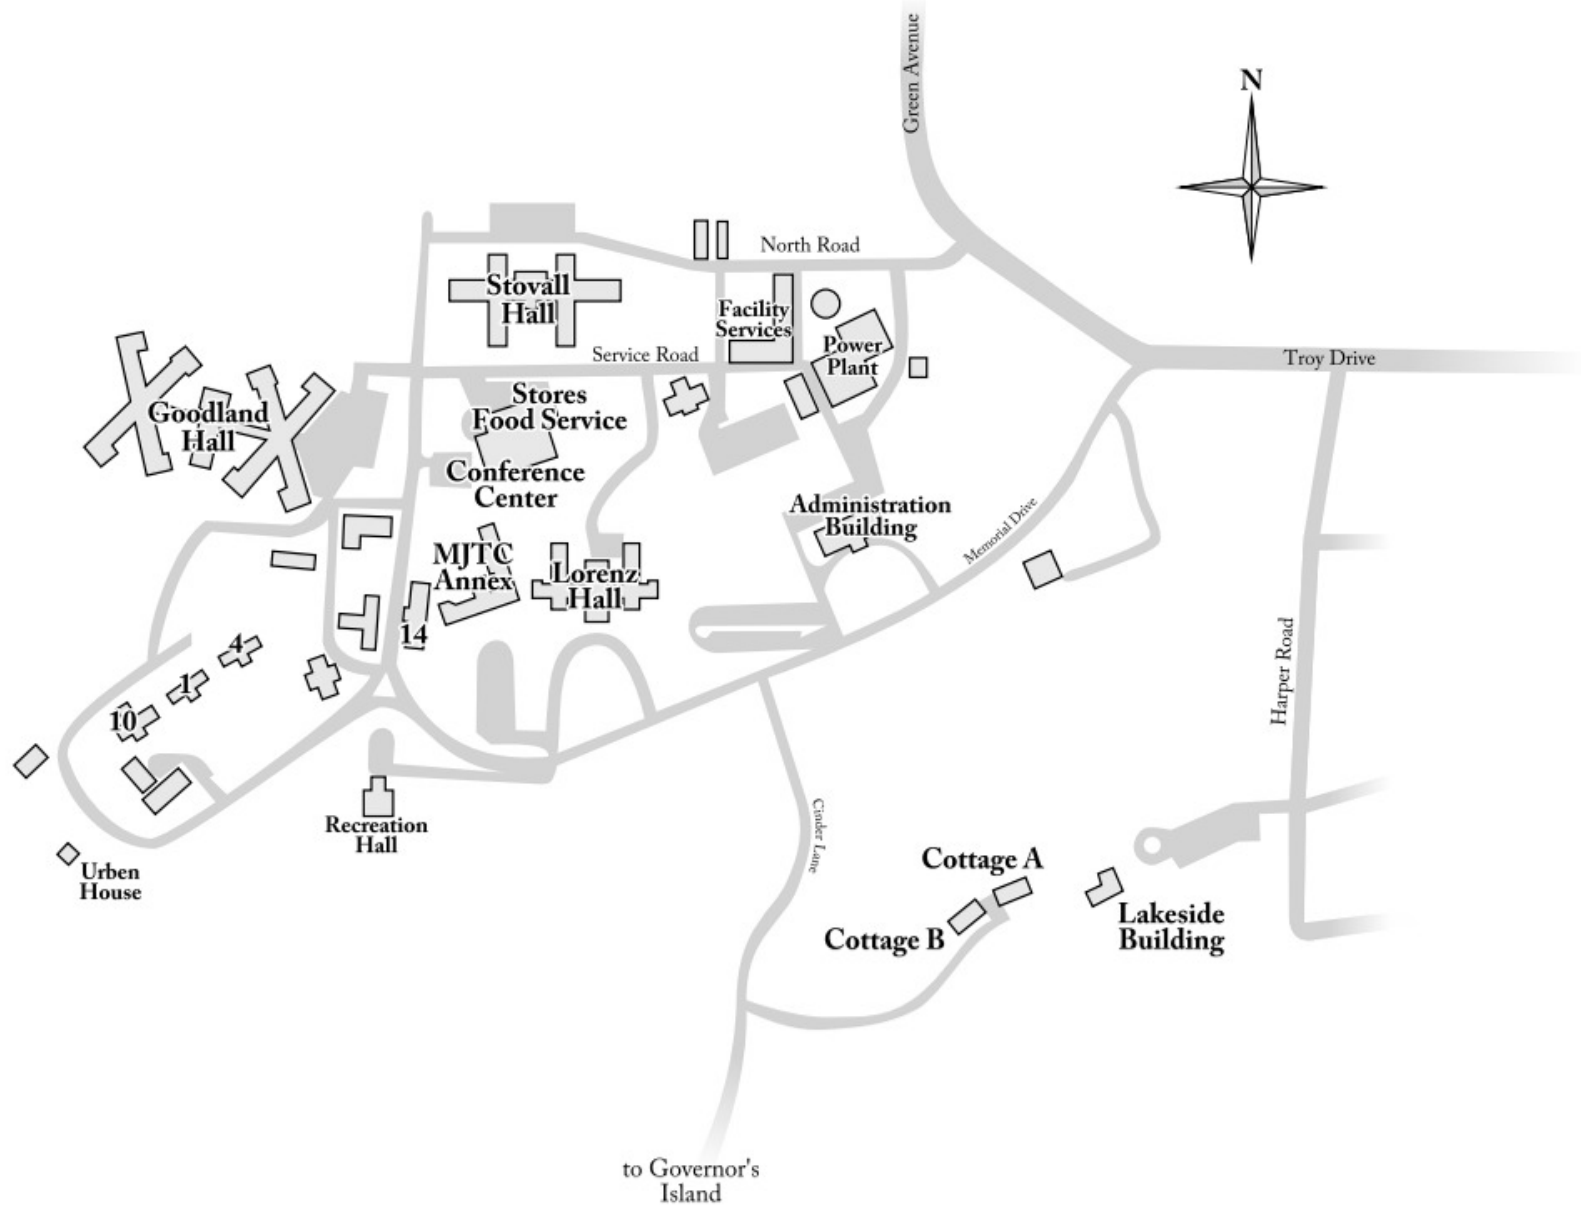 Green Avenue
N
North Road
Stovall
Hall
Facility
Services
Power
Plant
Service Road
Troy Drive
Stores
Food Service
Goodland
Hall
Conference
Center
Administration
Building
Memorial Drive
MJTC
Annex
Lorenz
Hall
14
4
1
10
Harper Road
Recreation
Hall
Cinder Lane
Urben
House
Cottage A
Cottage B
Lakeside
Building
to Governor's
Island